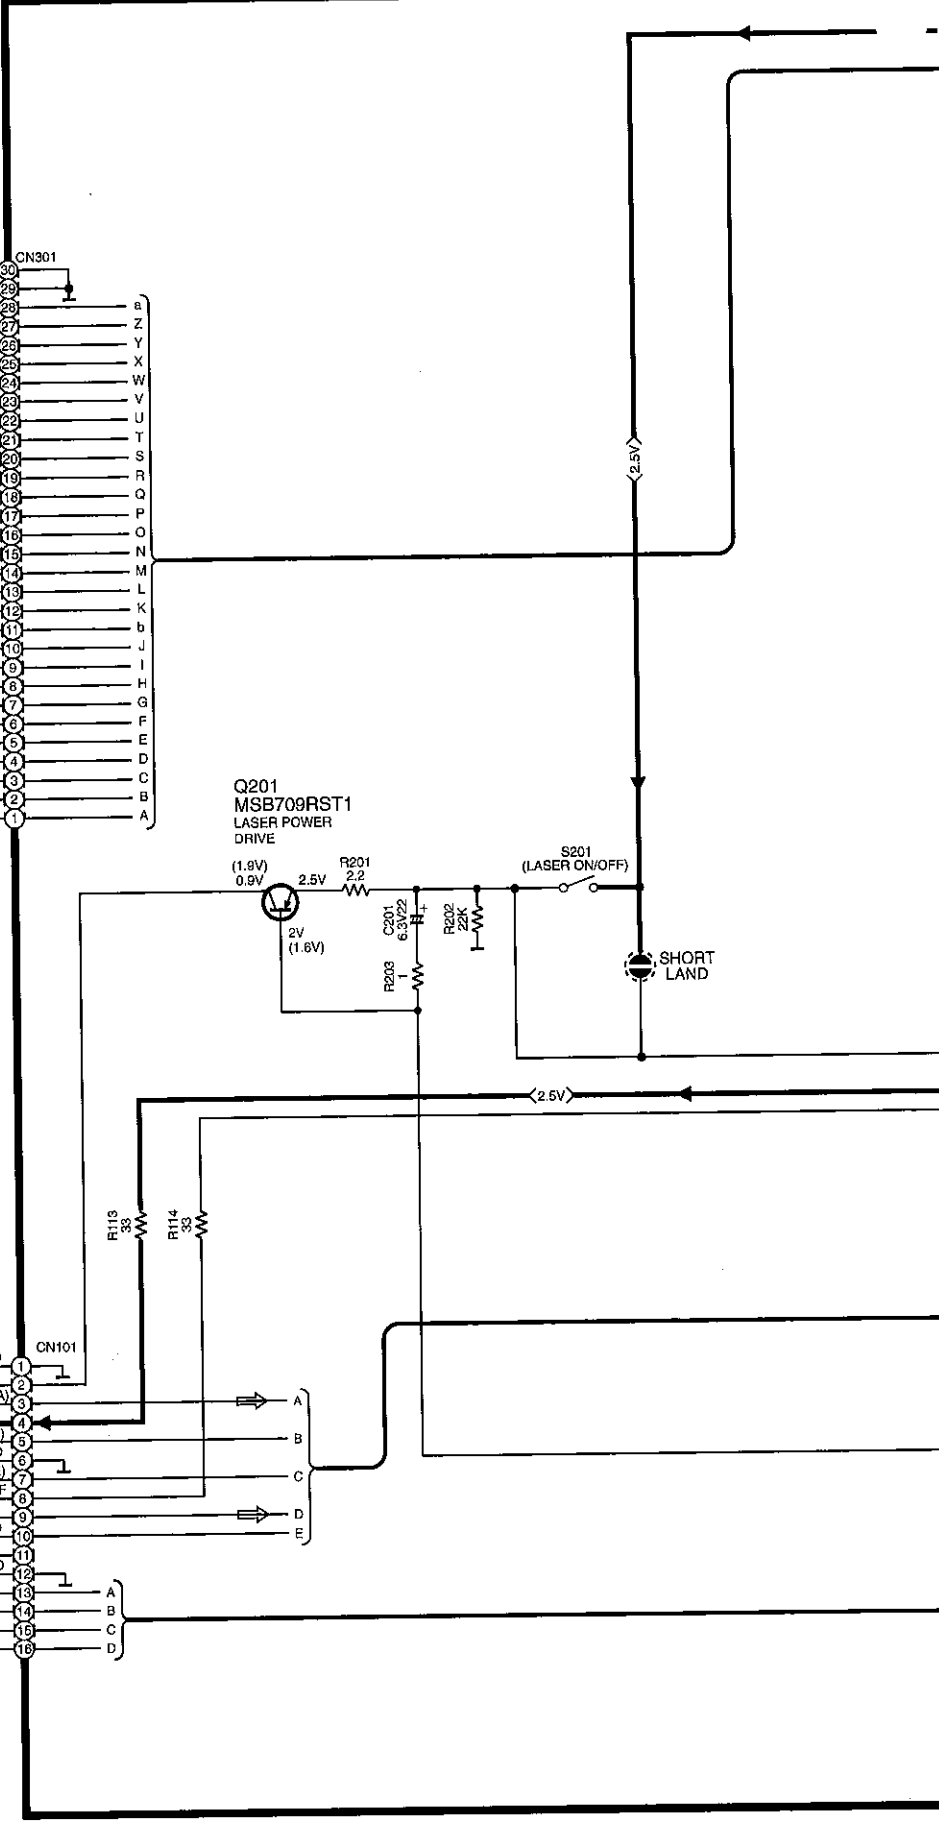 CN301
30
29
28 a
27 Z
26 Y
25 X
24 W
23 V
22 U
21 T
20 S
19 R
18 Q
17 P
16 O
15 N
14 M
13 L
12 K
11 b
10 J
9 I
8 H
7 G
6 F
5 E
4 D
3 C
2 B
1 A
2.5V
Q201
MSB709RST1
LASER POWER
DRIVE
(1.9V)
0.9V
2.5V
2V
(1.6V)
R201
2.2
C201
6.3V22
+
R202
22K
R203
1
S201
(LASER ON/OFF)
SHORT
LAND
2.5V
R113
33
R114
33
CN101
1
2
A) 3 A
4
) 5 B
6
) 7 C
F 8
9 D
10 E
11
12
13 A
14 B
15 C
16 D